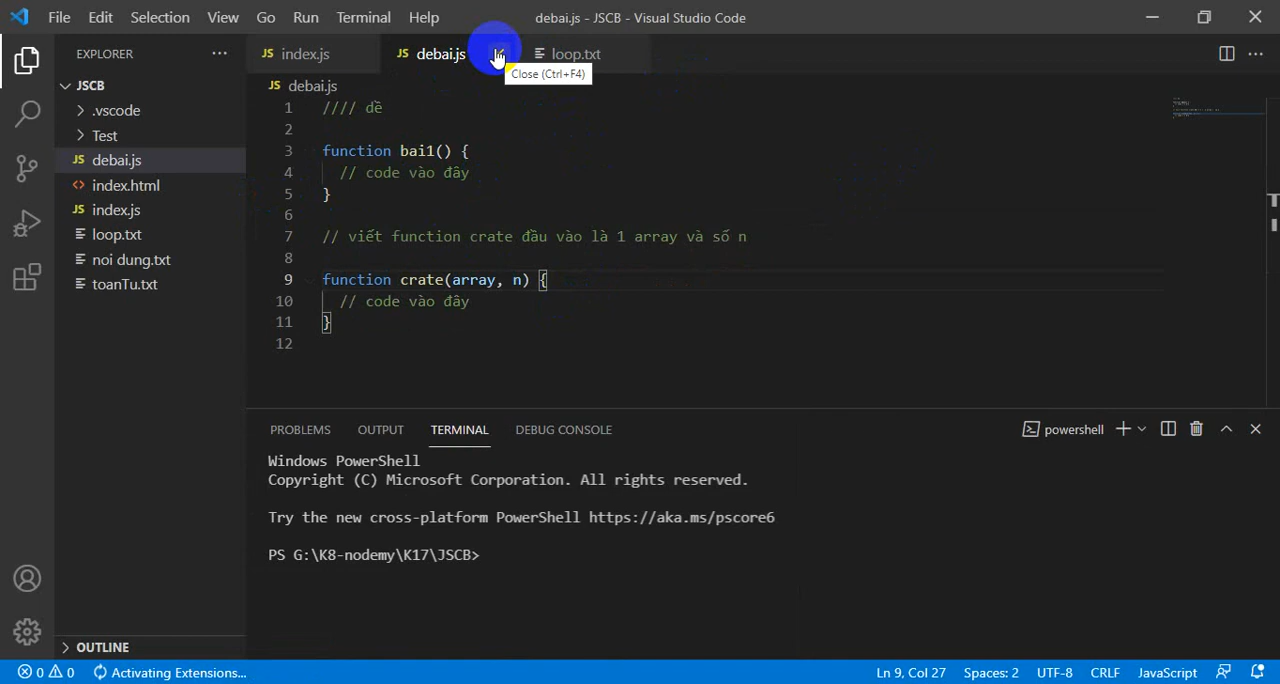 File Edit Selection View Go Run Terminal Help debai.js - JSCB - Visual Studio Code
EXPLORER
JS index.js JS debai.js loop.txt
Close (Ctrl+F4)
JSCB
.vscode
Test
JS debai.js
index.html
JS index.js
loop.txt
noi dung.txt
toanTu.txt
OUTLINE
JS debai.js
1 //// dề
2
3 function bai1() {
4 // code vào đây
5 }
6
7 // viết function crate đầu vào là 1 array và số n
8
9 function crate(array, n) {
10 // code vào đây
11 }
12
PROBLEMS OUTPUT TERMINAL DEBUG CONSOLE powershell
Windows PowerShell
Copyright (C) Microsoft Corporation. All rights reserved.
Try the new cross-platform PowerShell https://aka.ms/pscore6
PS G:\K8-nodemy\K17\JSCB>
0 0 Activating Extensions... Ln 9, Col 27 Spaces: 2 UTF-8 CRLF JavaScript